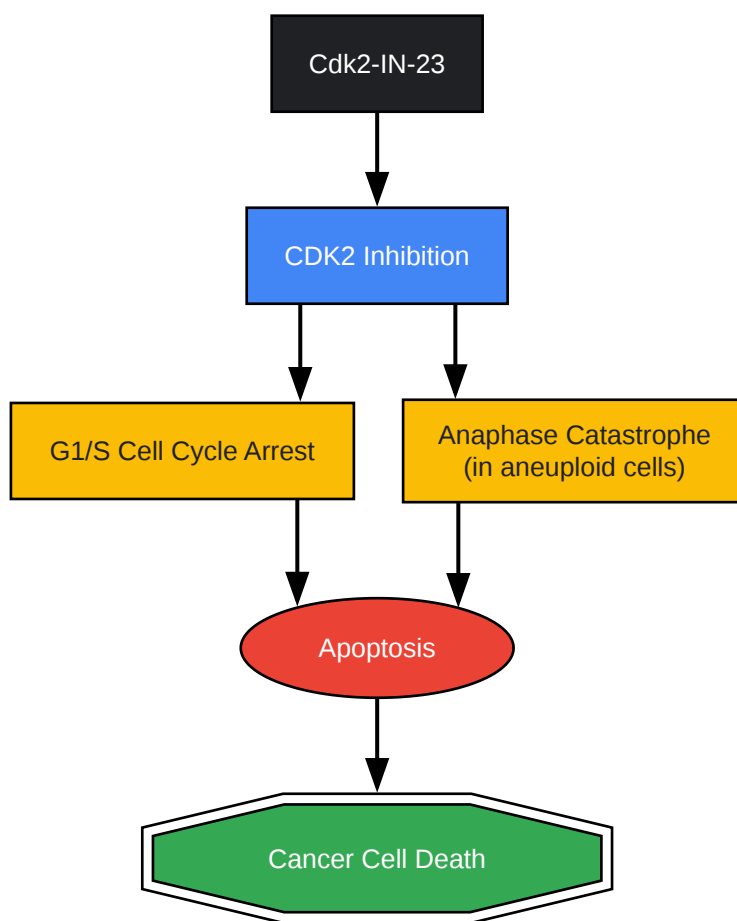 Cdk2-IN-23
CDK2 Inhibition
G1/S Cell Cycle Arrest
Anaphase Catastrophe
(in aneuploid cells)
Apoptosis
Cancer Cell Death